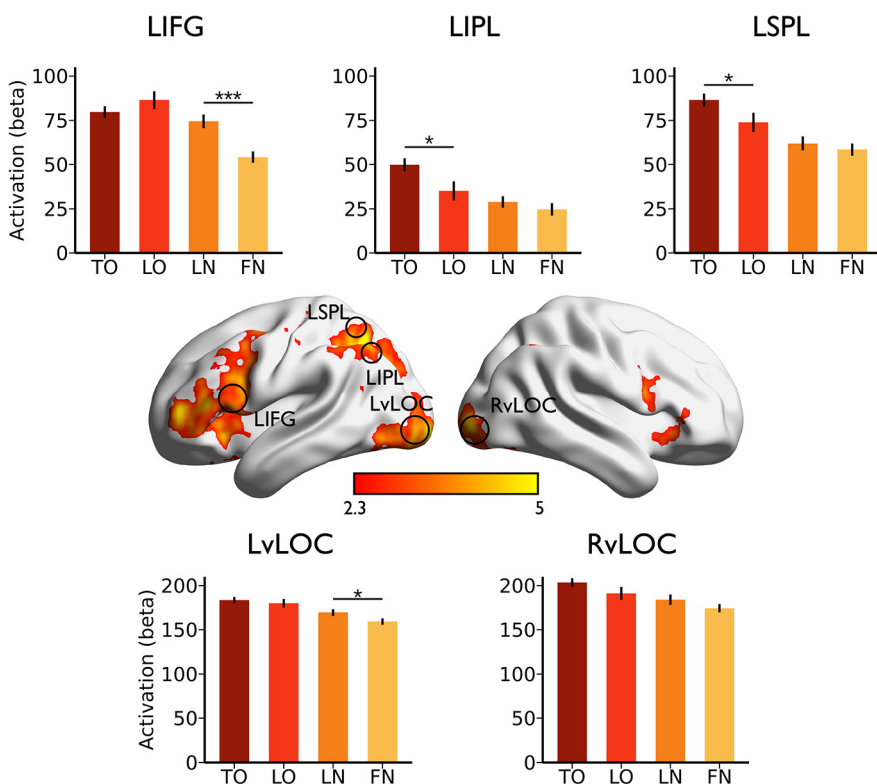 LIFG LIPL LSPL
Activation (beta)
100 100 100
75 75 75
50 50 50
25 25 25
0 0 0
*** * *
TO LO LN FN TO LO LN FN TO LO LN FN
LSPL
LIPL
LvLOC RvLOC
LIFG
2.3 5
LvLOC RvLOC
Activation (beta)
200 200
150 150
100 100
50 50
0 0
*
TO LO LN FN TO LO LN FN